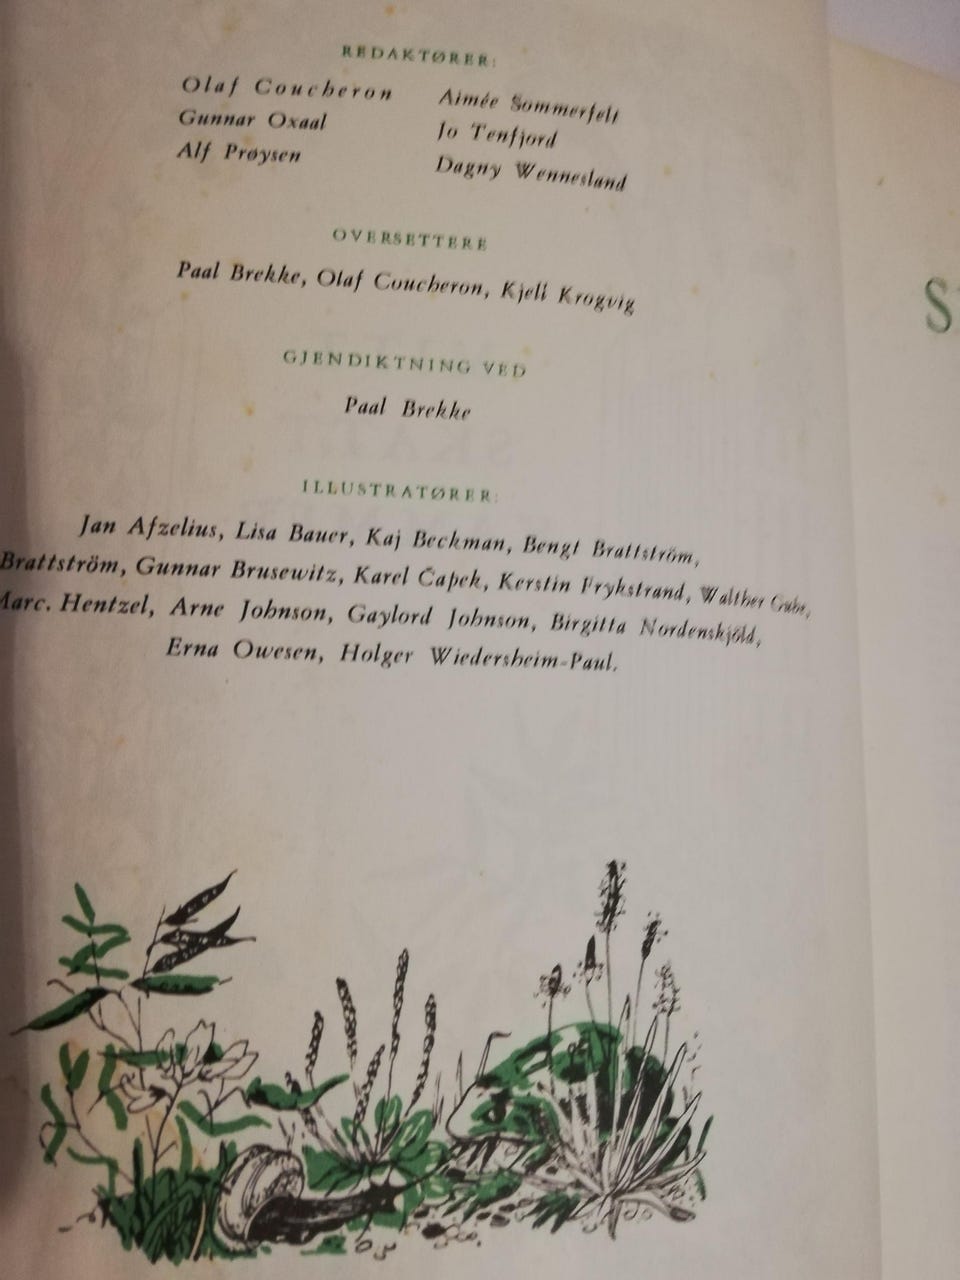 REDAKTØRER:
Olaf Coucheron Aimée Sommerfelt
Gunnar Oxaal Jo Tenfjord
Alf Prøysen Dagny Wennesland
OVERSETTERE
Paal Brekke, Olaf Coucheron, Kjell Krogvig
GJENDIKTNING VED
Paal Brekke
ILLUSTRATØRER:
Jan Afzelius, Lisa Bauer, Kaj Beckman, Bengt Brattström,
Brattström, Gunnar Brusewitz, Karel Čapek, Kerstin Frykstrand, Walther
Marc. Hentzel, Arne Johnson, Gaylord Johnson, Birgitta Nordenskjöld,
Erna Owesen, Holger Wiedersheim-Paul.
S